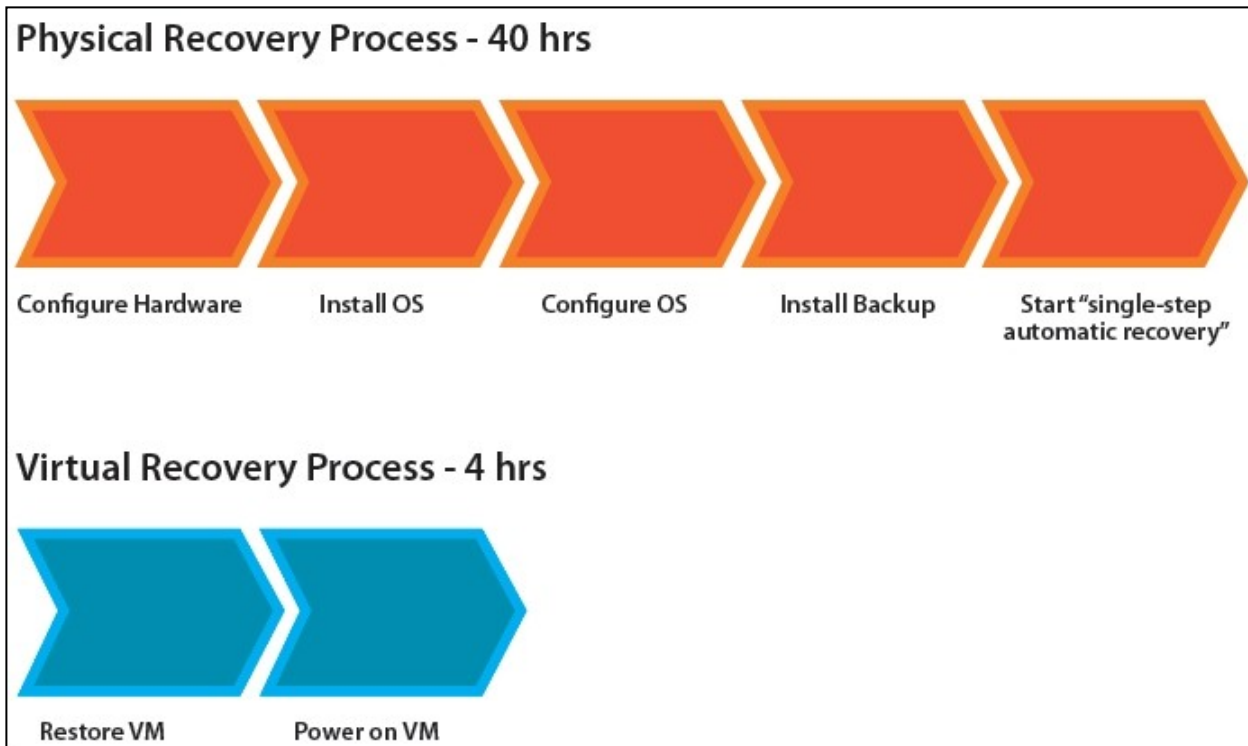 Physical Recovery Process - 40 hrs
Configure Hardware
Install OS
Configure OS
Install Backup
Start “single-step
automatic recovery”
Virtual Recovery Process - 4 hrs
Restore VM
Power on VM